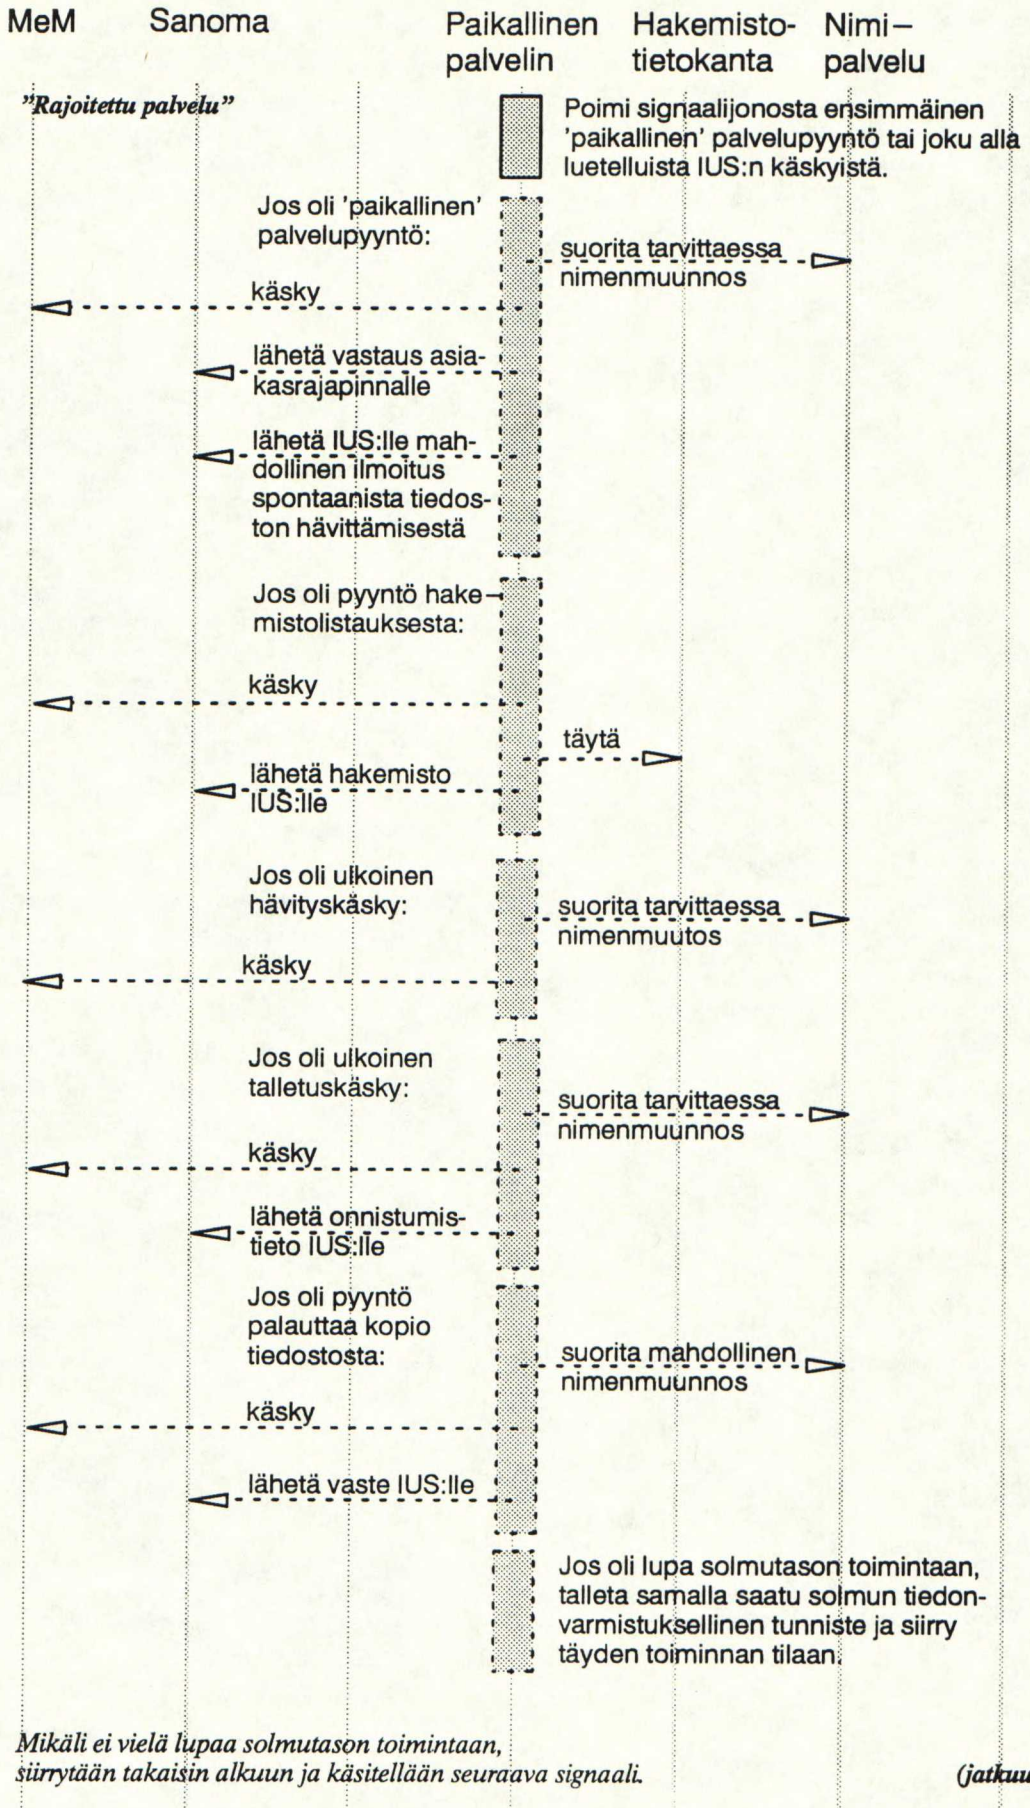 MeM Sanoma Paikallinen Hakemisto- Nimi–
palvelin tietokanta palvelu
"Rajoitettu palvelu"
Poimi signaalijonosta ensimmäinen
'paikallinen' palvelupyyntö tai joku alla
luetelluista IUS:n käskyistä.
Jos oli 'paikallinen'
palvelupyyntö:
suorita tarvittaessa
nimenmuunnos
käsky
lähetä vastaus asia-
kasrajapinnalle
lähetä IUS:lle mah-
dollinen ilmoitus
spontaanista tiedos-
ton hävittämisestä
Jos oli pyyntö hake–
mistolistauksesta:
käsky
täytä
lähetä hakemisto
IUS:lle
Jos oli ulkoinen
hävityskäsky:
suorita tarvittaessa
nimenmuutos
käsky
Jos oli ulkoinen
talletuskäsky:
suorita tarvittaessa
nimenmuunnos
käsky
lähetä onnistumis-
tieto IUS:lle
Jos oli pyyntö
palauttaa kopio
tiedostosta:
suorita mahdollinen
nimenmuunnos
käsky
lähetä vaste IUS:lle
Jos oli lupa solmutason toimintaan,
talleta samalla saatu solmun tiedon-
varmistuksellinen tunniste ja siirry
täyden toiminnan tilaan.
Mikäli ei vielä lupaa solmutason toimintaan,
siirrytään takaisin alkuun ja käsitellään seuraava signaali.
(jatkuu